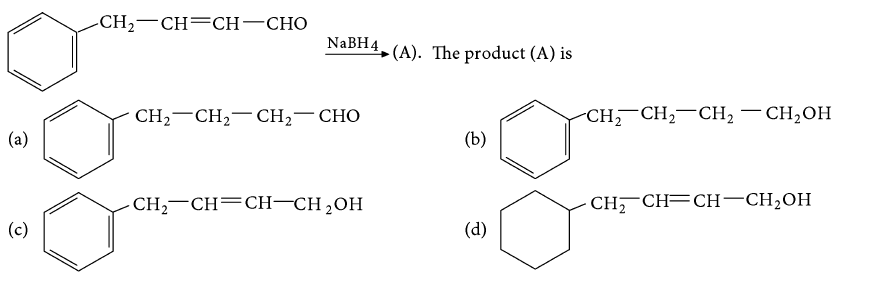 CH₂—CH=CH—CHO
NaBH₄ (A). The product (A) is
(a) CH₂—CH₂—CH₂—CHO
(b) CH₂—CH₂—CH₂—CH₂OH
(c) CH₂—CH=CH—CH₂OH
(d) CH₂—CH=CH—CH₂OH